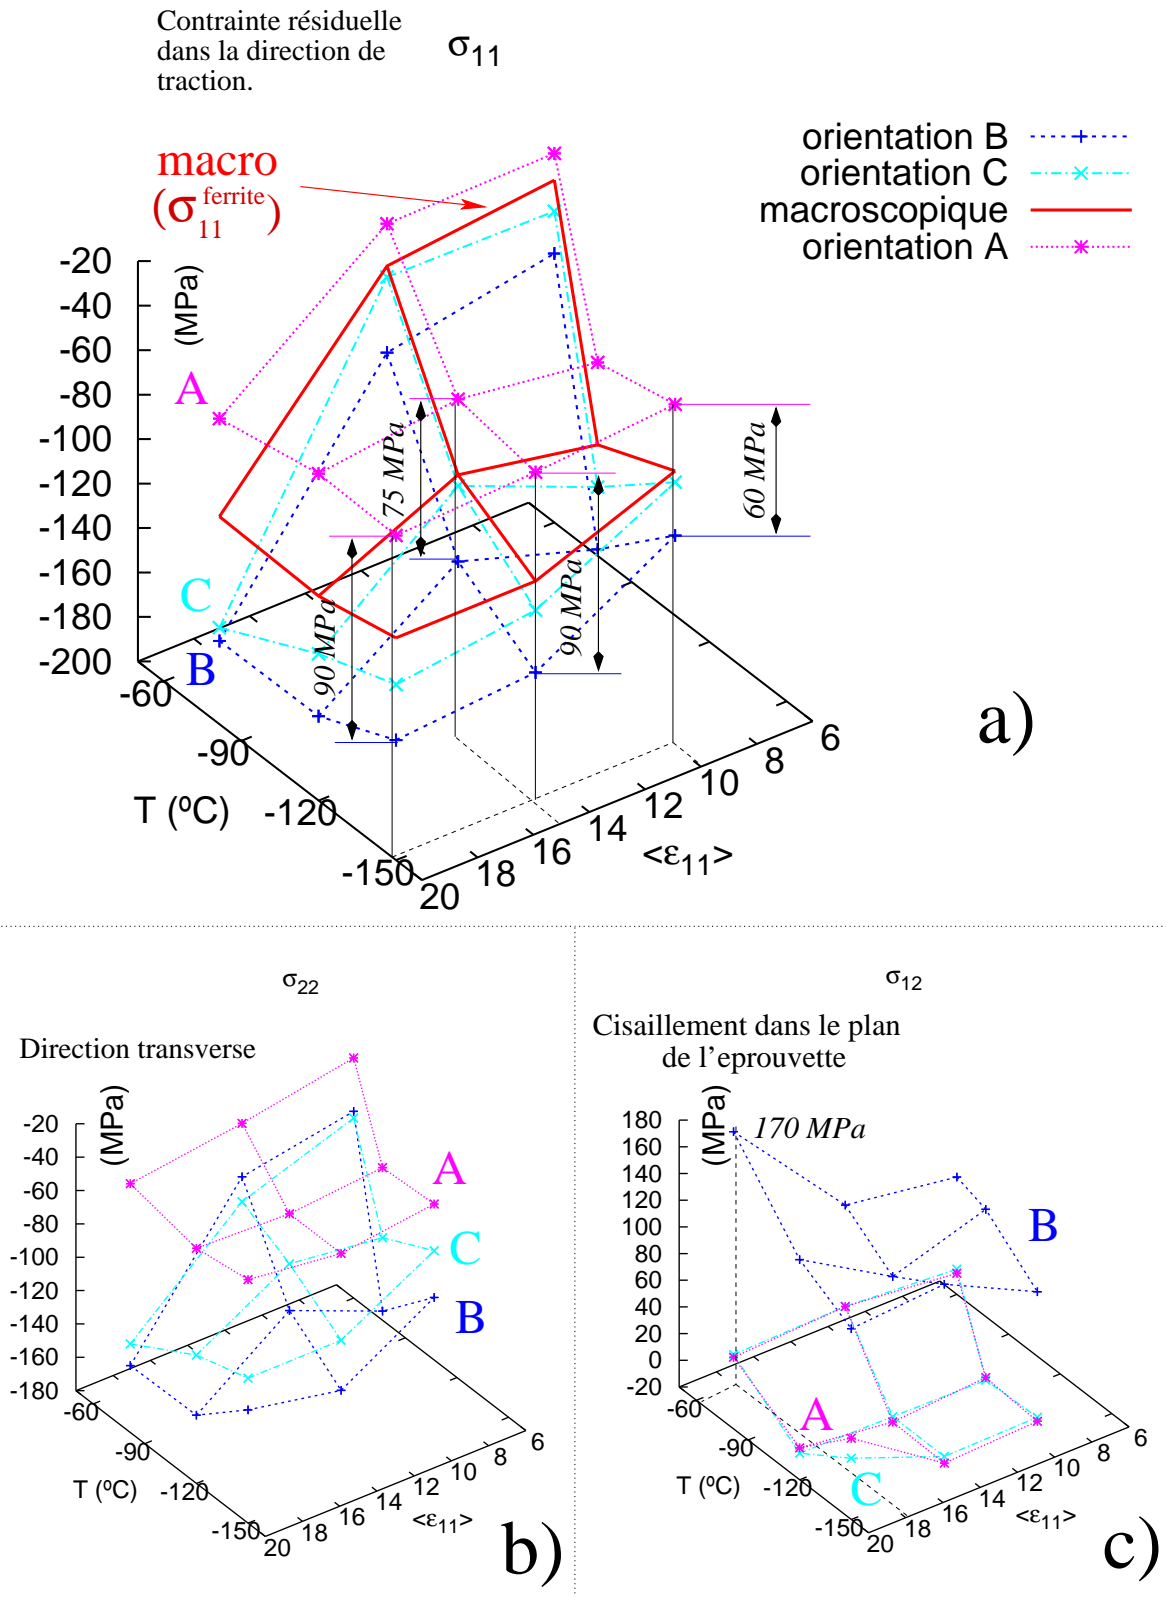 Contrainte résiduelle
dans la direction de
traction.
σ11
macro
(σ11 ferrite)
orientation B
orientation C
macroscopique
orientation A
(MPa)
-20
-40
-60
-80
-100
-120
-140
-160
-180
-200
A
C
B
75 MPa
60 MPa
90 MPa
90 MPa
-60
-90
-120
-150
T (ºC)
20
18
16
14
12
10
8
6
<ε11>
a)
σ22
Direction transverse
(MPa)
-20
-40
-60
-80
-100
-120
-140
-160
-180
A
C
B
-60
-90
-120
-150
T (ºC)
20
18
16
14
12
10
8
6
<ε11>
b)
σ12
Cisaillement dans le plan
de l'eprouvette
(MPa)
180
160
140
120
100
80
60
40
20
0
-20
170 MPa
B
A
C
-60
-90
-120
-150
T (ºC)
20
18
16
14
12
10
8
6
<ε11>
c)